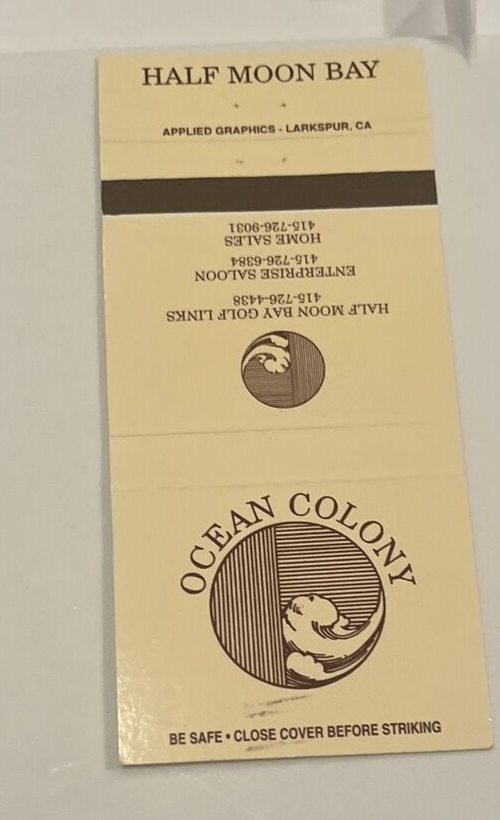 HALF MOON BAY
APPLIED GRAPHICS - LARKSPUR, CA
HALF MOON BAY GOLF LINKS
415-726-4438
ENTERPRISE SALOON
415-726-6384
HOME SALES
415-726-9031
OCEAN COLONY
BE SAFE • CLOSE COVER BEFORE STRIKING